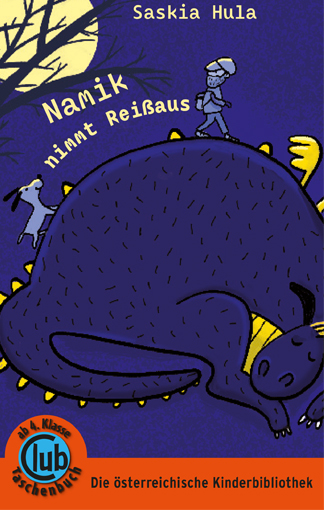 Saskia Hula
Namik
nimmt Reißaus
ab 4. Klasse
Club
Taschenbuch
Die österreichische Kinderbibliothek